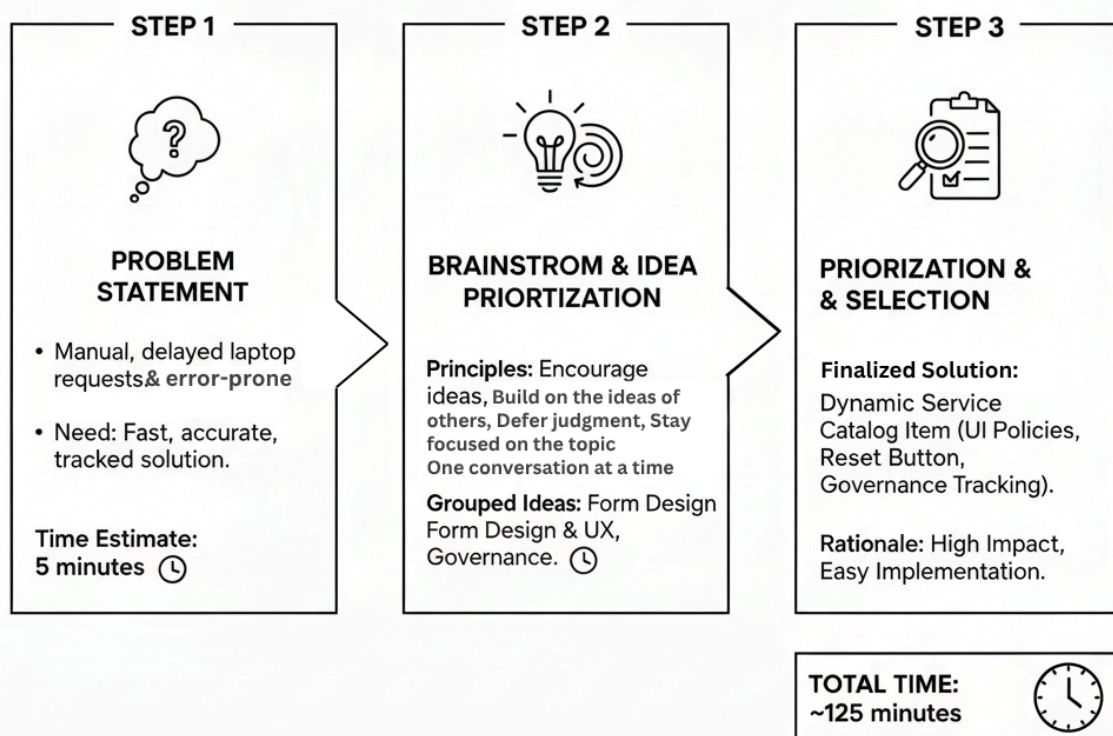 STEP 1
?
PROBLEM
STATEMENT
• Manual, delayed laptop
requests& error-prone
• Need: Fast, accurate,
tracked solution.
Time Estimate:
5 minutes
STEP 2
BRAINSTROM & IDEA
PRIORTIZATION
Principles: Encourage
ideas, Build on the ideas of
others, Defer judgment, Stay
focused on the topic
One conversation at a time
Grouped Ideas: Form Design
Form Design & UX,
Governance.
STEP 3
PRIORIZATION &
& SELECTION
Finalized Solution:
Dynamic Service
Catalog Item (UI Policies,
Reset Button,
Governance Tracking).
Rationale: High Impact,
Easy Implementation.
TOTAL TIME:
~125 minutes